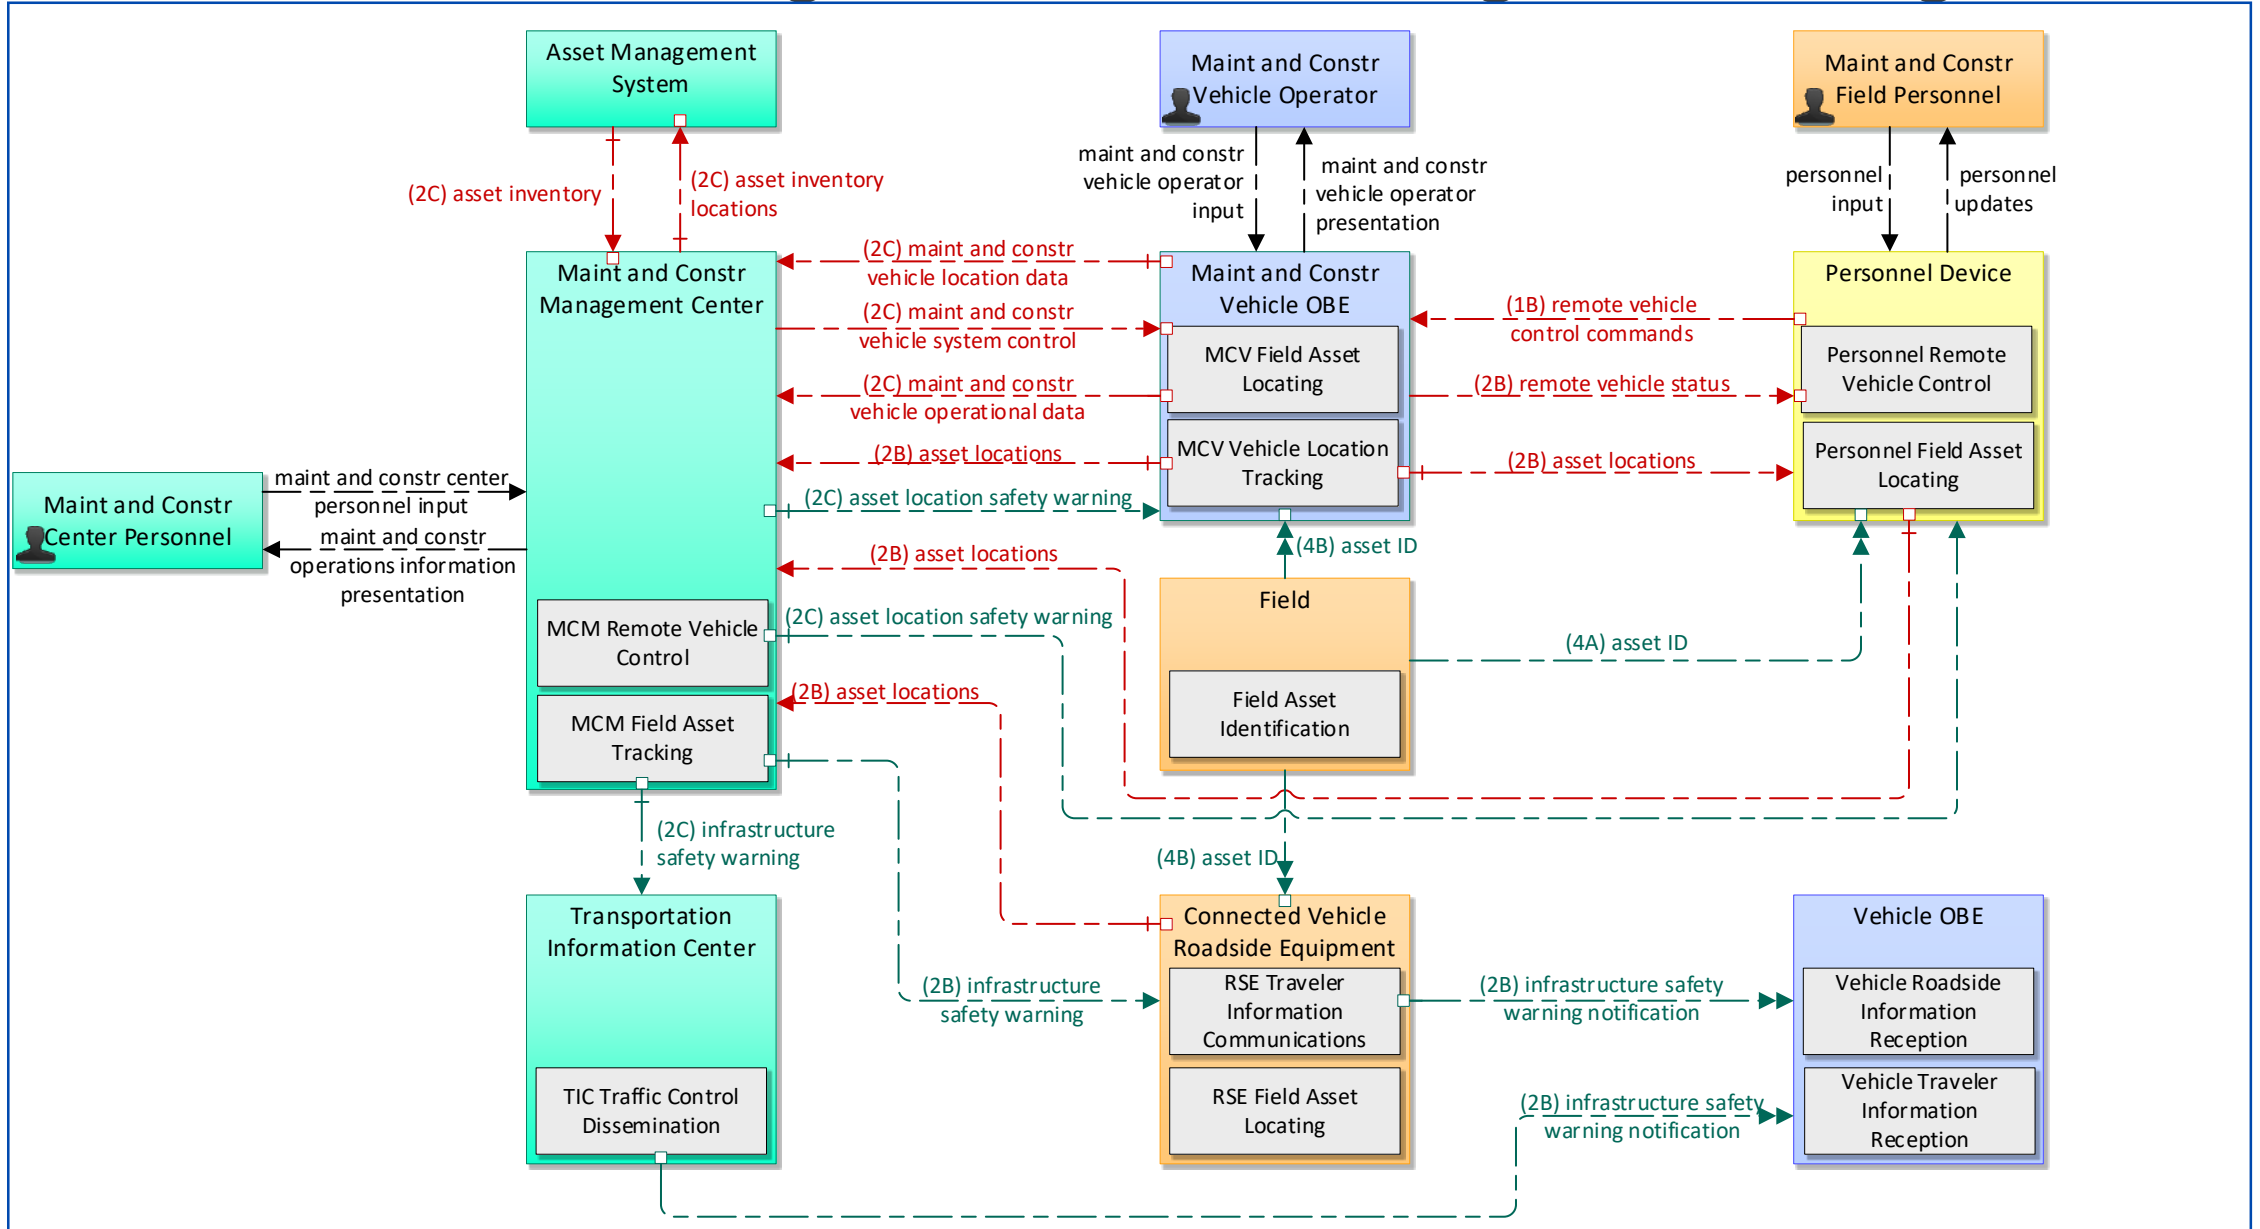 Asset Management
System
Maint and Constr
Vehicle Operator
Maint and Constr
Field Personnel
(2C) asset inventory
(2C) asset inventory
locations
maint and constr
vehicle operator
input
maint and constr
vehicle operator
presentation
personnel
input
personnel
updates
Maint and Constr
Management Center
(2C) maint and constr
vehicle location data
(2C) maint and constr
vehicle system control
(2C) maint and constr
vehicle operational data
(2B) asset locations
(2C) asset location safety warning
Maint and Constr
Vehicle OBE
MCV Field Asset
Locating
MCV Vehicle Location
Tracking
(1B) remote vehicle
control commands
(2B) remote vehicle status
(2B) asset locations
Personnel Device
Personnel Remote
Vehicle Control
Personnel Field Asset
Locating
Maint and Constr
Center Personnel
maint and constr center
personnel input
maint and constr
operations information
presentation
(2B) asset locations
(4B) asset ID
(2C) asset location safety warning
MCM Remote Vehicle
Control
Field
(4A) asset ID
Field Asset
Identification
(2B) asset locations
MCM Field Asset
Tracking
(2C) infrastructure
safety warning
(4B) asset ID
Transportation
Information Center
TIC Traffic Control
Dissemination
(2B) infrastructure
safety warning
Connected Vehicle
Roadside Equipment
RSE Traveler
Information
Communications
RSE Field Asset
Locating
(2B) infrastructure safety
warning notification
(2B) infrastructure safety
warning notification
Vehicle OBE
Vehicle Roadside
Information
Reception
Vehicle Traveler
Information
Reception